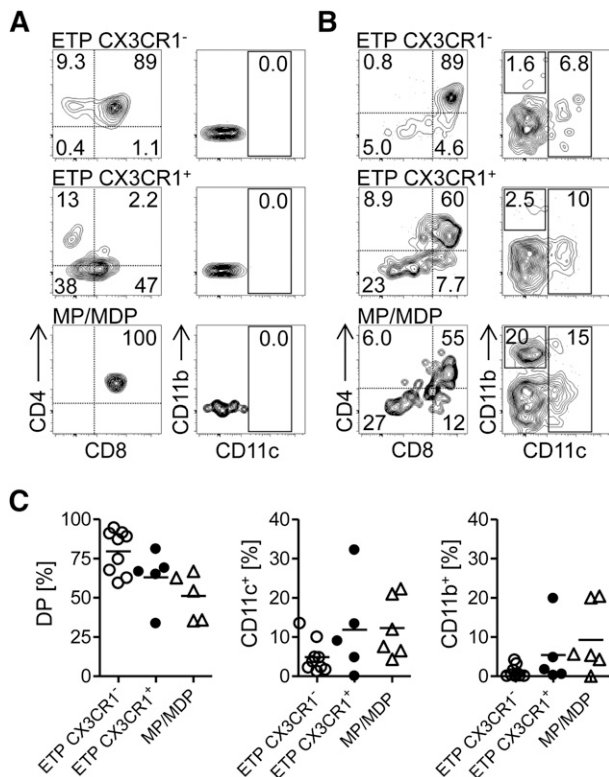 A
B
ETP CX3CR1-
9.3 89
0.4 1.1
0.0
ETP CX3CR1-
0.8 89
5.0 4.6
1.6 6.8
ETP CX3CR1+
13 2.2
38 47
0.0
ETP CX3CR1+
8.9 60
23 7.7
2.5 10
MP/MDP
100
0.0
CD4
CD8
CD11b
CD11c
MP/MDP
6.0 55
27 12
20 15
CD4
CD8
CD11b
CD11c
C
DP [%]
100
75
50
25
0
ETP CX3CR1-
ETP CX3CR1+
MP/MDP
CD11c+ [%]
40
30
20
10
0
ETP CX3CR1-
ETP CX3CR1+
MP/MDP
CD11b+ [%]
40
30
20
10
0
ETP CX3CR1-
ETP CX3CR1+
MP/MDP